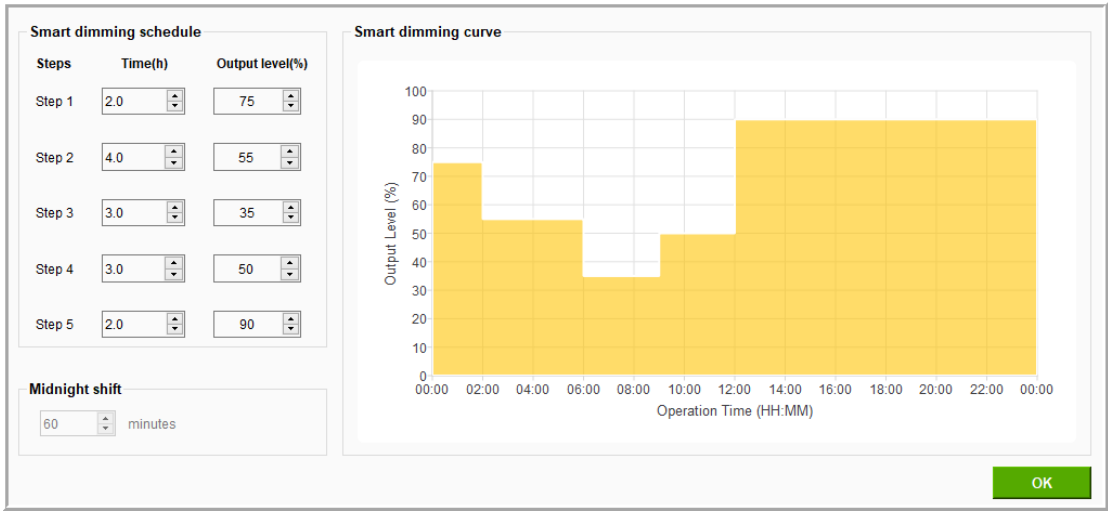 Smart dimming schedule
Steps Time(h) Output level(%)
Step 1 2.0 75
Step 2 4.0 55
Step 3 3.0 35
Step 4 3.0 50
Step 5 2.0 90
Midnight shift
60 minutes
Smart dimming curve
100
90
80
70
60
50
40
30
20
10
0
Output Level (%)
00:00 02:00 04:00 06:00 08:00 10:00 12:00 14:00 16:00 18:00 20:00 22:00 00:00
Operation Time (HH:MM)
OK